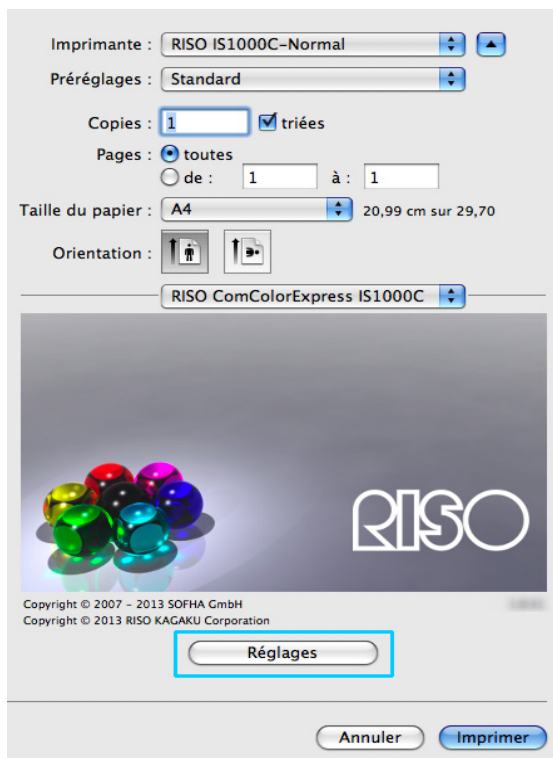 Imprimante : RISO IS1000C-Normal
Préréglages : Standard
Copies : 1 triées
Pages : toutes
de : 1 à : 1
Taille du papier : A4 20,99 cm sur 29,70
Orientation :
RISO ComColorExpress IS1000C
RISO
Copyright © 2007 - 2013 SOFHA GmbH
Copyright © 2013 RISO KAGAKU Corporation
Réglages
Annuler Imprimer